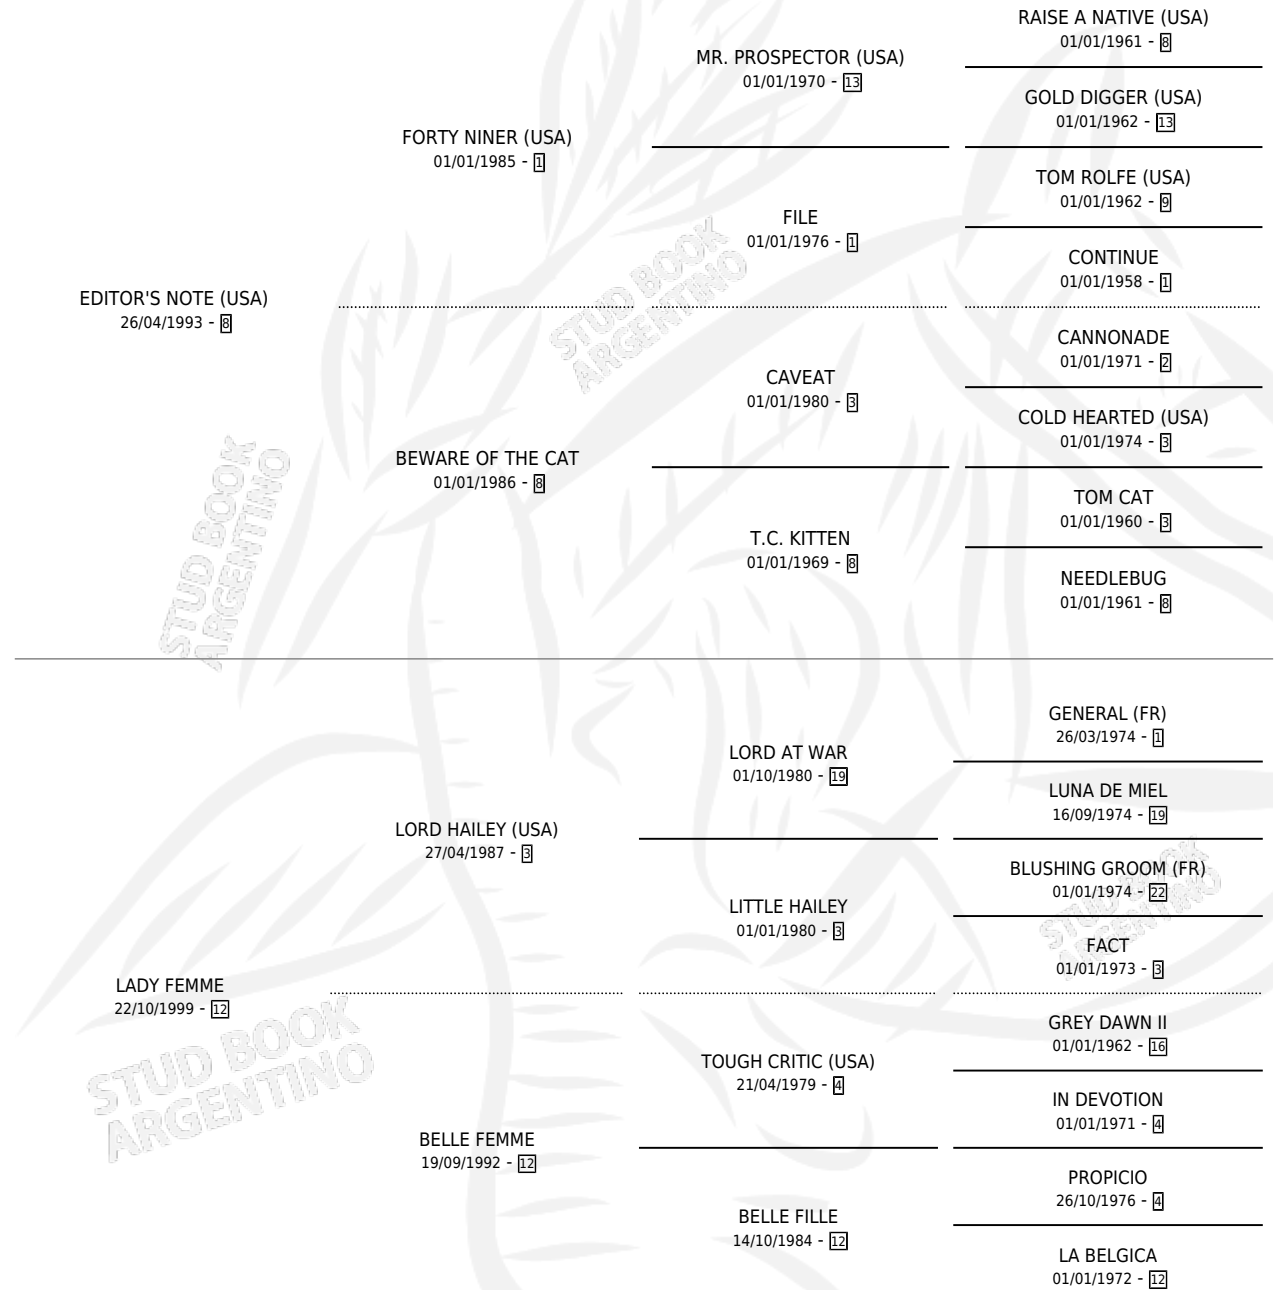 RAISE A NATIVE (USA)
01/01/1961 - 8
MR. PROSPECTOR (USA)
01/01/1970 - 13
GOLD DIGGER (USA)
01/01/1962 - 13
FORTY NINER (USA)
01/01/1985 - 1
TOM ROLFE (USA)
01/01/1962 - 9
FILE
01/01/1976 - 1
CONTINUE
01/01/1958 - 1
EDITOR'S NOTE (USA)
26/04/1993 - 8
CANNONADE
01/01/1971 - 2
CAVEAT
01/01/1980 - 3
COLD HEARTED (USA)
01/01/1974 - 3
BEWARE OF THE CAT
01/01/1986 - 8
TOM CAT
01/01/1960 - 3
T.C. KITTEN
01/01/1969 - 8
NEEDLEBUG
01/01/1961 - 8
STUD BOOK
ARGENTINO
STUD BOOK
ARGENTINO
GENERAL (FR)
26/03/1974 - 1
LORD AT WAR
01/10/1980 - 19
LUNA DE MIEL
16/09/1974 - 19
LORD HAILEY (USA)
27/04/1987 - 3
BLUSHING GROOM (FR)
01/01/1974 - 22
LITTLE HAILEY
01/01/1980 - 3
FACT
01/01/1973 - 3
LADY FEMME
22/10/1999 - 12
GREY DAWN II
01/01/1962 - 16
TOUGH CRITIC (USA)
21/04/1979 - 4
IN DEVOTION
01/01/1971 - 4
BELLE FEMME
19/09/1992 - 12
PROPICIO
26/10/1976 - 4
BELLE FILLE
14/10/1984 - 12
LA BELGICA
01/01/1972 - 12
STUD BOOK
ARGENTINO
STUD BOOK
ARGENTINO